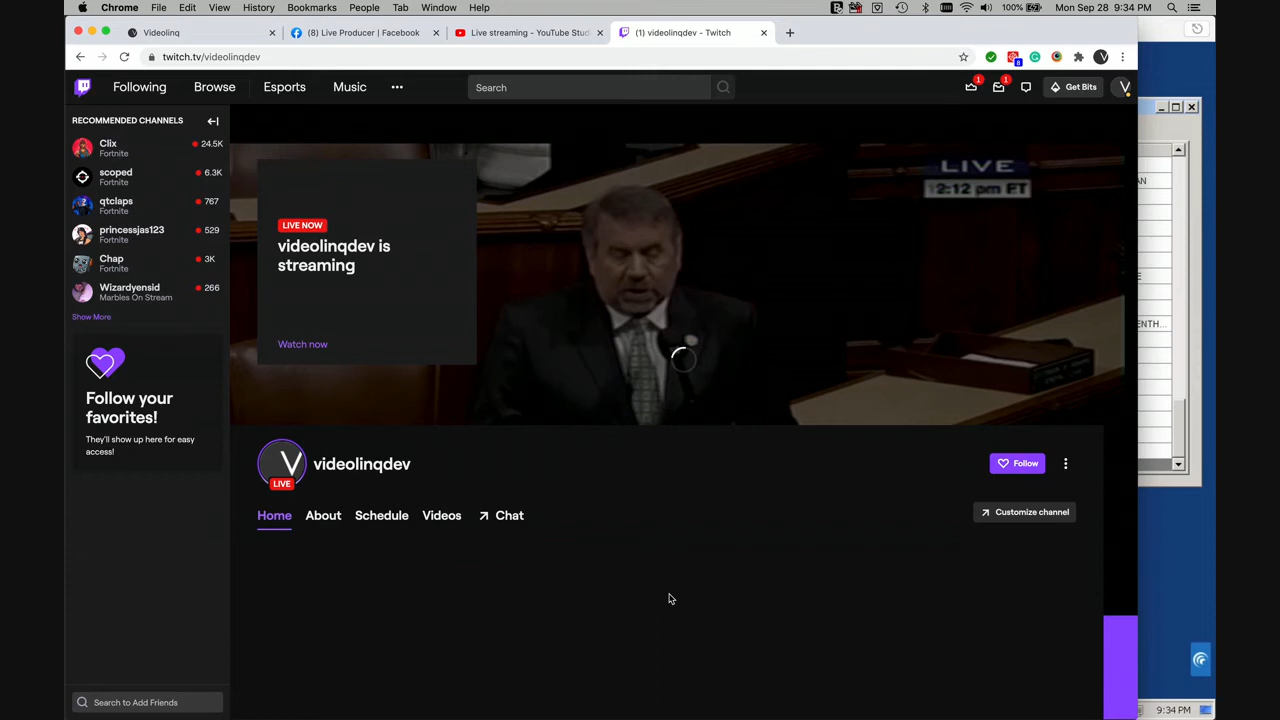 Chrome File Edit View History Bookmarks People Tab Window Help 100% Mon Sep 28 9:34 PM
Videolinq (8) Live Producer | Facebook Live streaming - YouTube Stud (1) videolinqdev - Twitch
twitch.tv/videolinqdev 8
Following Browse Esports Music Search 1 1 Get Bits V
RECOMMENDED CHANNELS
Clix 24.5K
Fortnite
scoped 6.3K
Fortnite
qtclaps 767
Fortnite
princessjas123 529
Fortnite
Chap 3K
Fortnite
Wizardyensid 266
Marbles On Stream
Show More
Follow your
favorites!
They'll show up here for easy
access!
Search to Add Friends
LIVE
12:12 pm ET
LIVE NOW
videolinqdev is
streaming
Watch now
V videolinqdev Follow
LIVE
Home About Schedule Videos Chat Customize channel
AN
E
ENTH...
9:34 PM